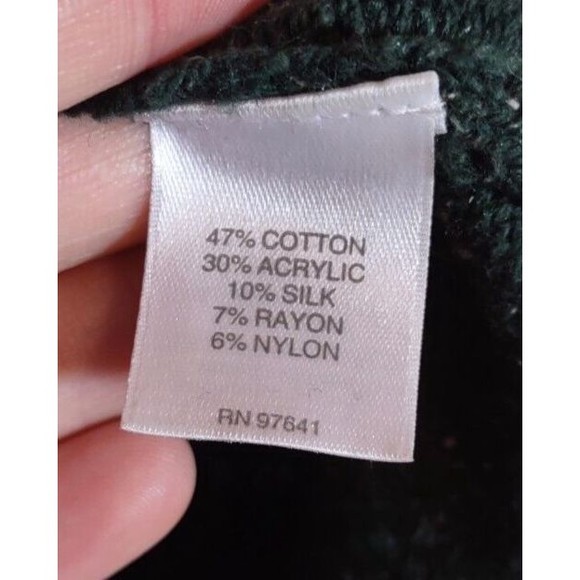 47% COTTON
30% ACRYLIC
10% SILK
7% RAYON
6% NYLON
RN 97641